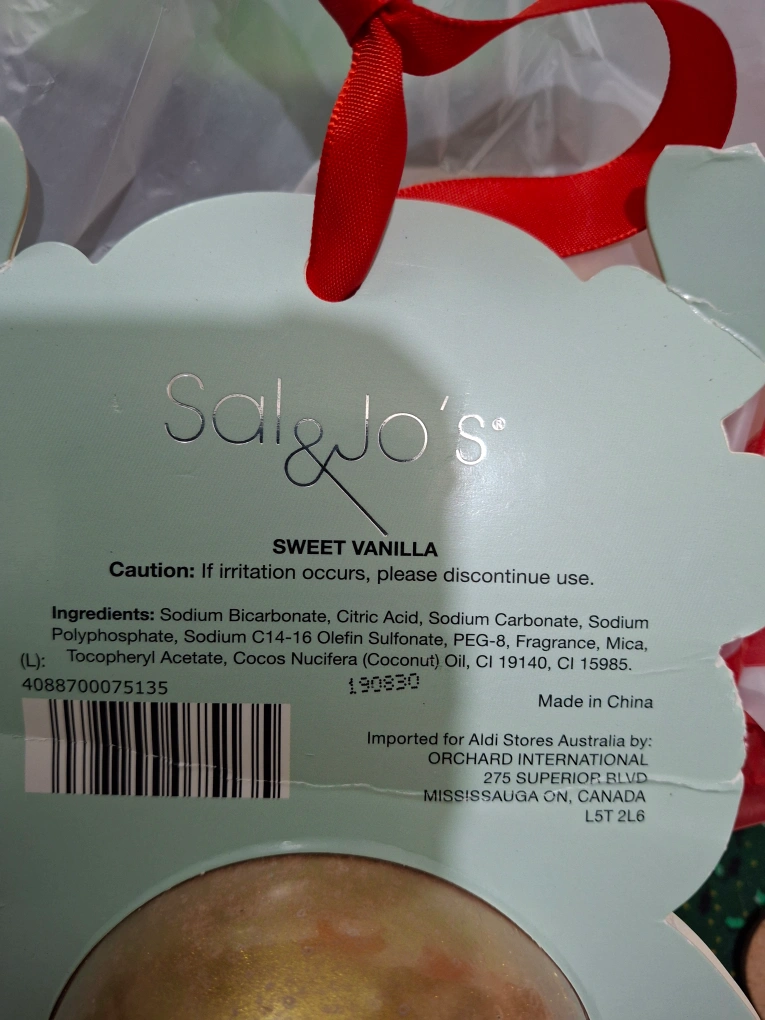 Sal&Jo's®
SWEET VANILLA
Caution: If irritation occurs, please discontinue use.
Ingredients: Sodium Bicarbonate, Citric Acid, Sodium Carbonate, Sodium
Polyphosphate, Sodium C14-16 Olefin Sulfonate, PEG-8, Fragrance, Mica,
Tocopheryl Acetate, Cocos Nucifera (Coconut) Oil, CI 19140, CI 15985.
(L):
4088700075135
190830
Made in China
Imported for Aldi Stores Australia by:
ORCHARD INTERNATIONAL
275 SUPERIOR BLVD
MISSISSAUGA ON, CANADA
L5T 2L6